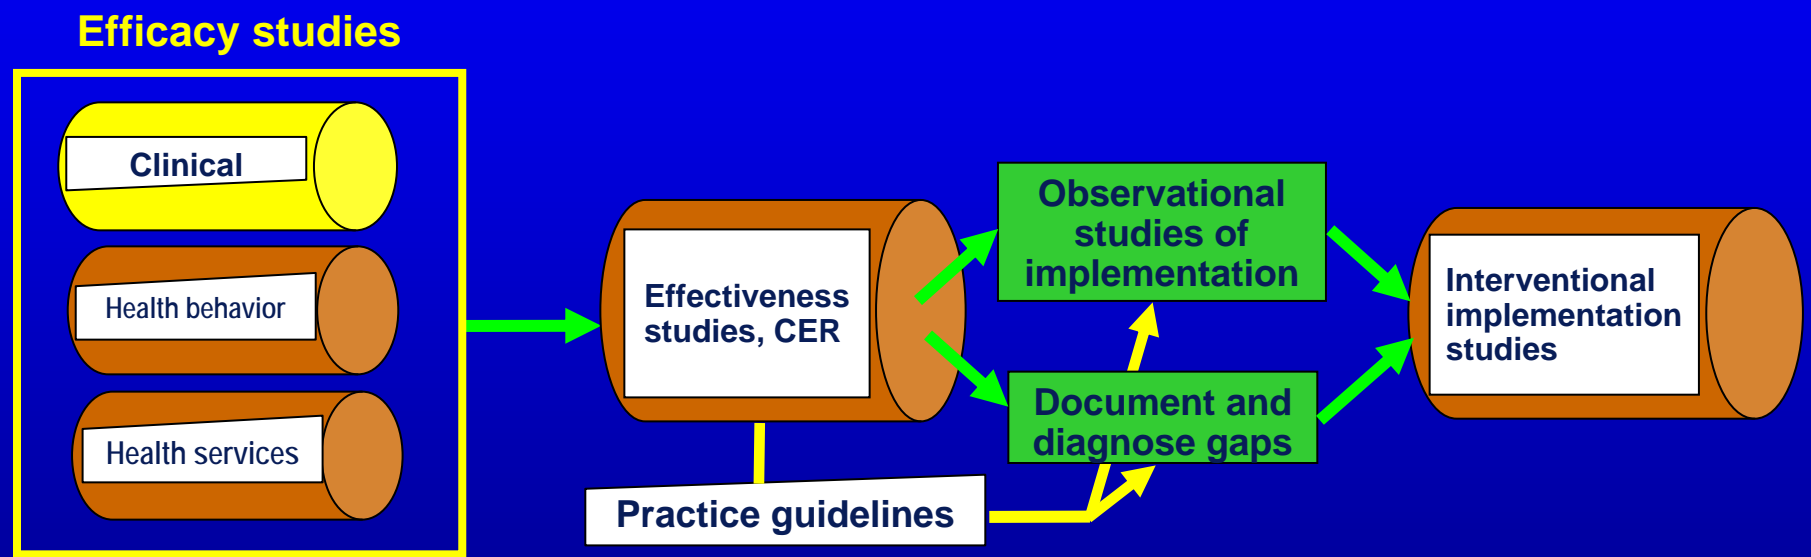 Efficacy studies
Clinical
Health behavior
Health services
Effectiveness
studies, CER
Practice guidelines
Observational
studies of
implementation
Document and
diagnose gaps
Interventional
implementation
studies